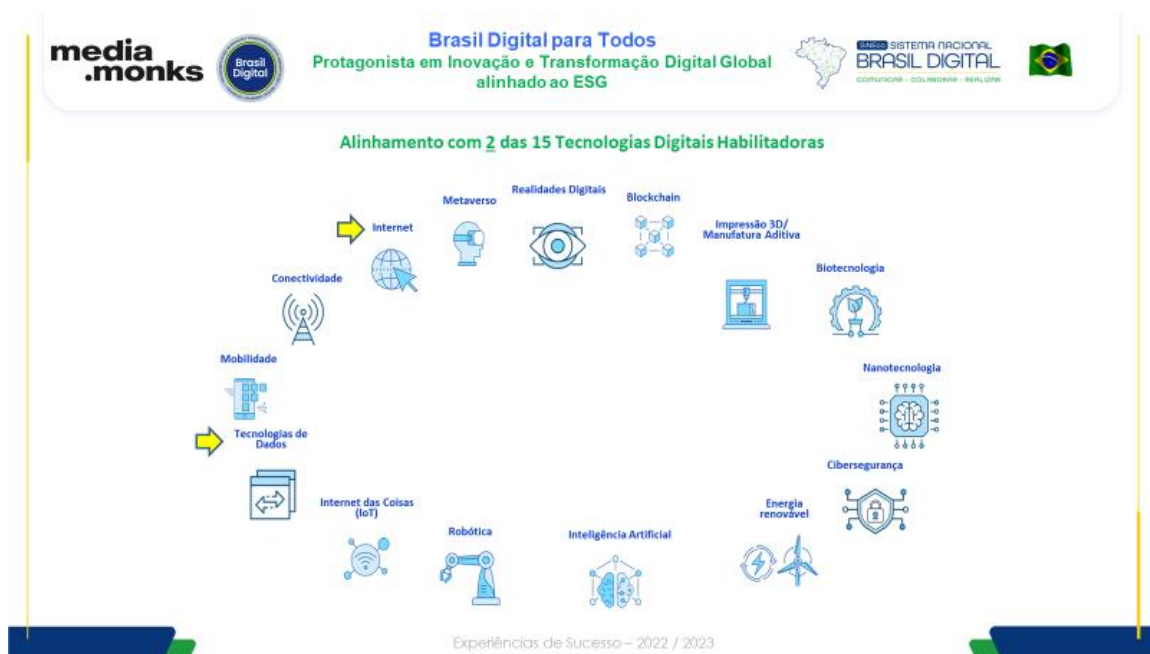 media
.monks
Brasil
Digital
Brasil Digital para Todos
Protagonista em Inovação e Transformação Digital Global
alinhado ao ESG
SISTEMA NACIONAL
BRASIL DIGITAL
COMUNICAR - COLABORAR - REALIZAR
Alinhamento com 2 das 15 Tecnologias Digitais Habilitadoras
Realidades Digitais
Metaverso
Blockchain
Internet
Impressão 3D/
Manufatura Aditiva
Conectividade
Biotecnologia
Mobilidade
Nanotecnologia
Tecnologias de
Dados
Cibersegurança
Internet das Coisas
(IoT)
Energia
renovável
Robótica
Inteligência Artificial
Experiências de Sucesso – 2022 / 2023